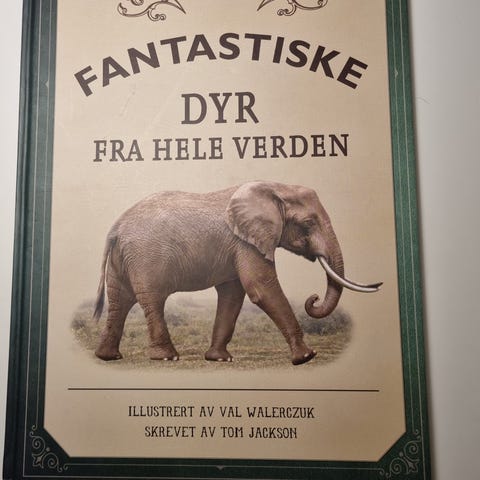 FANTASTISKE
DYR
FRA HELE VERDEN
ILLUSTRERT AV VAL WALERCZUK
SKREVET AV TOM JACKSON